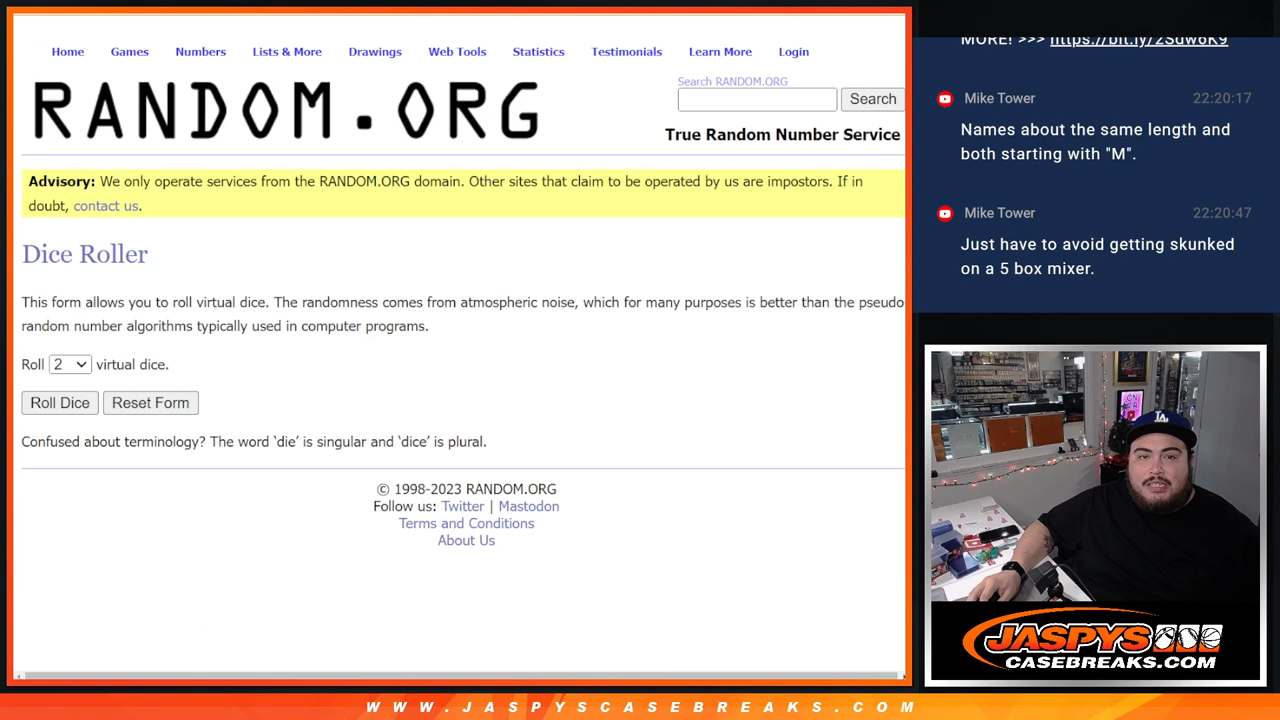 Home Games Numbers Lists & More Drawings Web Tools Statistics Testimonials Learn More Login
RANDOM.ORG
Search RANDOM.ORG
Search
True Random Number Service
Advisory: We only operate services from the RANDOM.ORG domain. Other sites that claim to be operated by us are impostors. If in
doubt, contact us.
Dice Roller
This form allows you to roll virtual dice. The randomness comes from atmospheric noise, which for many purposes is better than the pseudo-
random number algorithms typically used in computer programs.
Roll 2 virtual dice.
Roll Dice Reset Form
Confused about terminology? The word ‘die’ is singular and ‘dice’ is plural.
© 1998-2023 RANDOM.ORG
Follow us: Twitter | Mastodon
Terms and Conditions
About Us
MORE! >>> https://bit.ly/2Sdw6K9
Mike Tower 22:20:17
Names about the same length and
both starting with "M".
Mike Tower 22:20:47
Just have to avoid getting skunked
on a 5 box mixer.
LA
JASPYS
CASEBREAKS.COM
WWW.JASPYSCASEBREAKS.COM